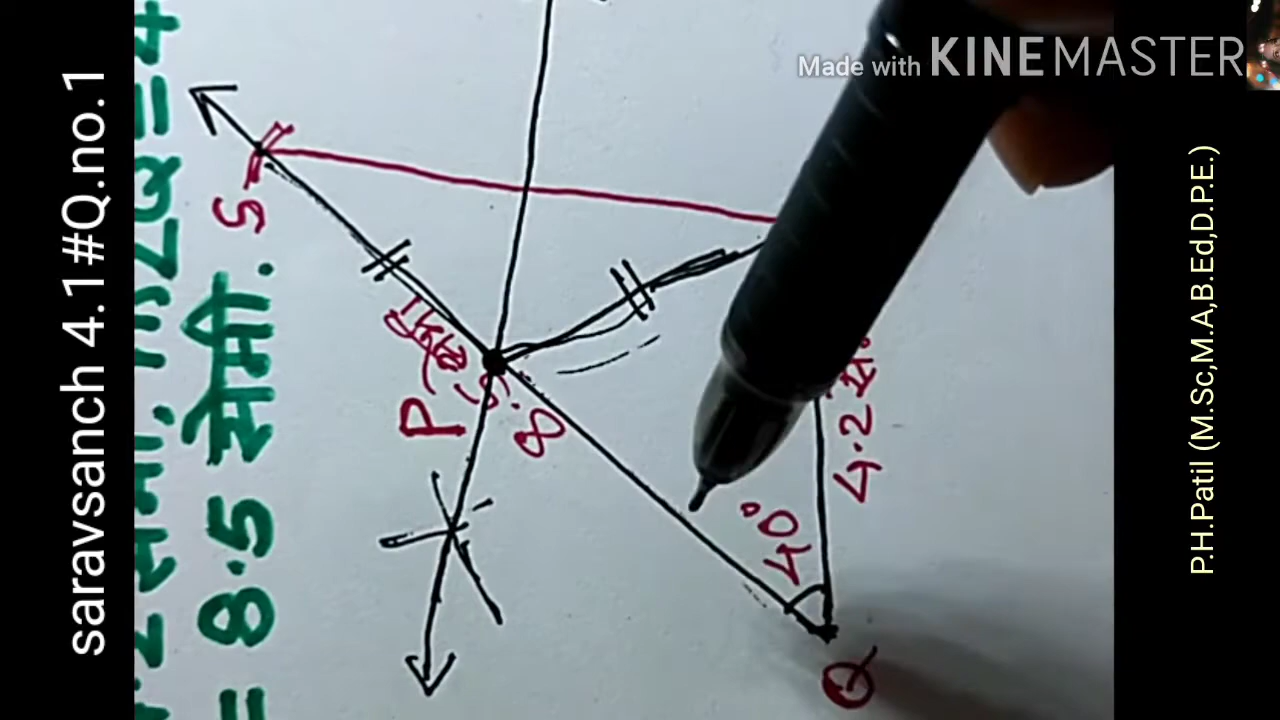 Made with KINEMASTER
saravsanch 4.1#Q.no.1
P.H.Patil (M.Sc,M.A,B.Ed,D.P.E.)
.2 सेमी. m∠Q = 4
= 8.5 सेमी.
S
P
8.5 सेमी
40°
4.2 सेमी
Q